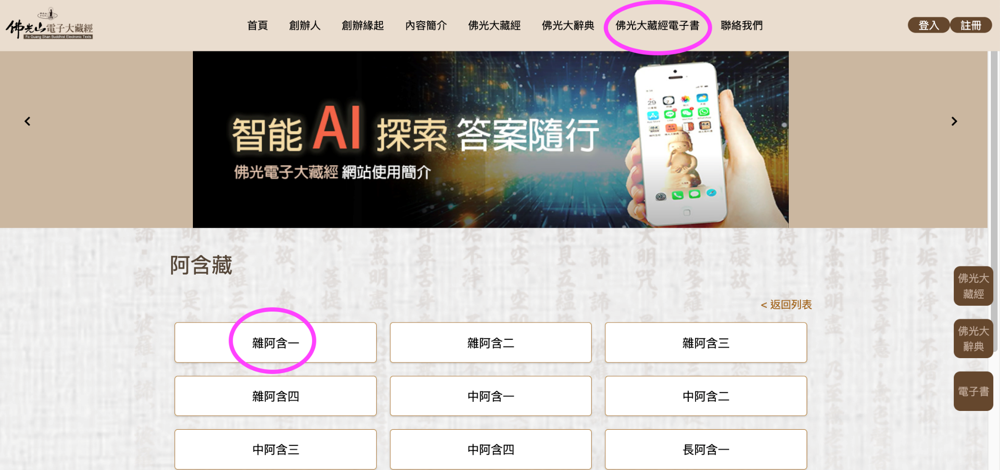 佛光山
FGS
佛光山電子大藏經
Fo Guang Shan Buddhist Electronic Texts
首頁 創辦人 創辦緣起 內容簡介 佛光大藏經 佛光大辭典 佛光大藏經電子書 聯絡我們
登入 註冊
智能 AI 探索 答案隨行
佛光電子大藏經 網站使用簡介
29
阿含藏
< 返回列表
雜阿含一 雜阿含二 雜阿含三
雜阿含四 中阿含一 中阿含二
中阿含三 中阿含四 長阿含一
佛光大
藏經
佛光大
辭典
電子書